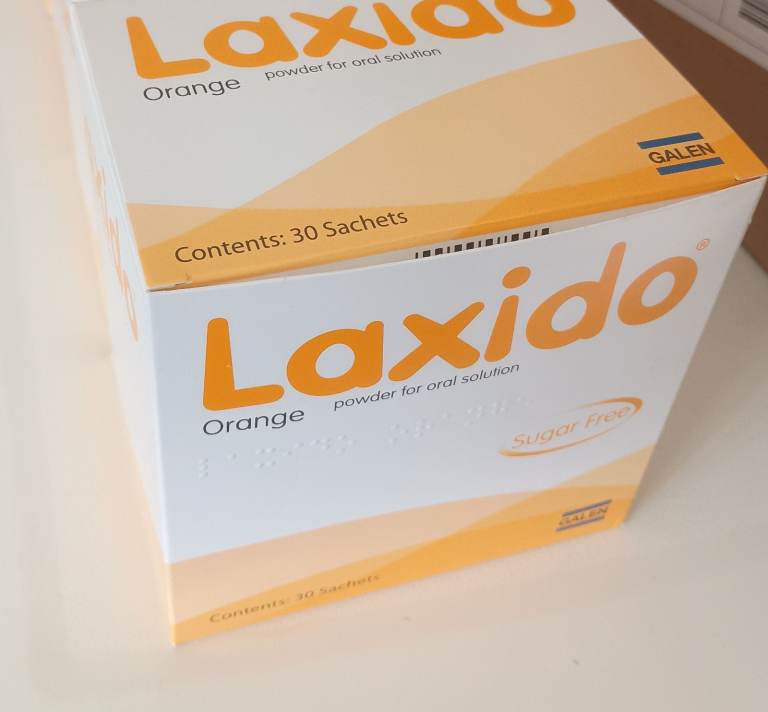 Laxido
Orange powder for oral solution
GALEN
Contents: 30 Sachets
Laxido®
Orange powder for oral solution
Sugar Free
GALEN
Contents: 30 Sachets